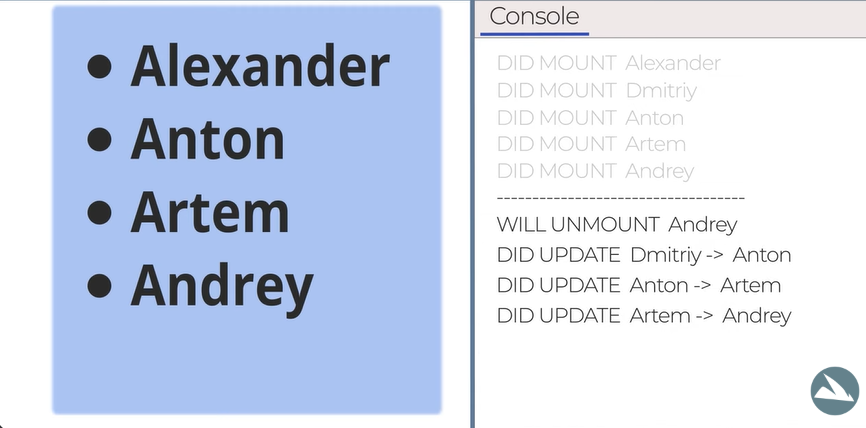 • Alexander
• Anton
• Artem
• Andrey
Console
DID MOUNT Alexander
DID MOUNT Dmitriy
DID MOUNT Anton
DID MOUNT Artem
DID MOUNT Andrey
-----------------------------------
WILL UNMOUNT Andrey
DID UPDATE Dmitriy -> Anton
DID UPDATE Anton -> Artem
DID UPDATE Artem -> Andrey